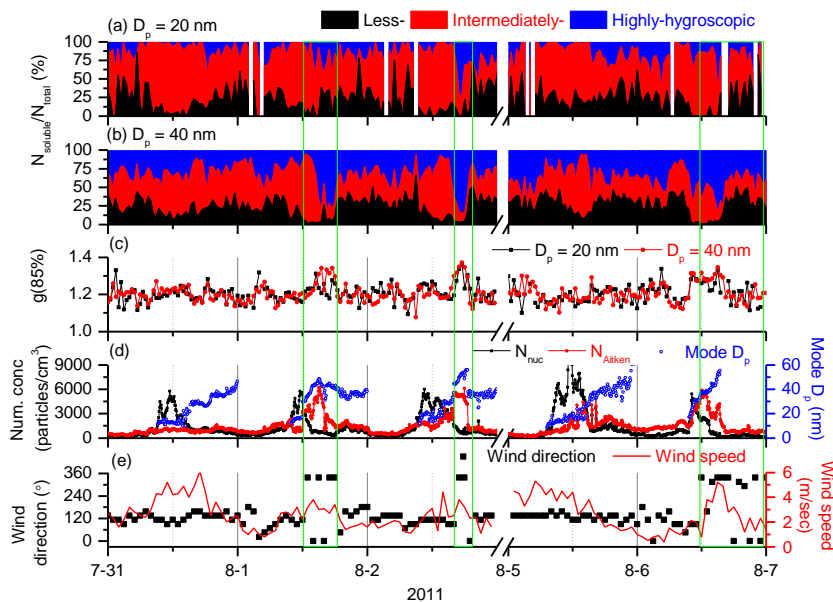 Less- Intermediately- Highly-hygroscopic
(a) Dp = 20 nm
100
75
50
25
0
Nsoluble/Ntotal (%)
(b) Dp = 40 nm
100
75
50
25
0
(c) Dp = 20 nm Dp = 40 nm
1.4
1.2
1.0
g(85%)
(d) Nnuc NAitken Mode Dp
9000
6000
3000
0
Num. conc
(particles/cm3)
60
40
20
0
Mode Dp
(nm)
(e) Wind direction Wind speed
360
240
120
0
Wind
direction (°)
6
4
2
0
Wind speed
(m/sec)
7-31 8-1 8-2 8-5 8-6 8-7
2011